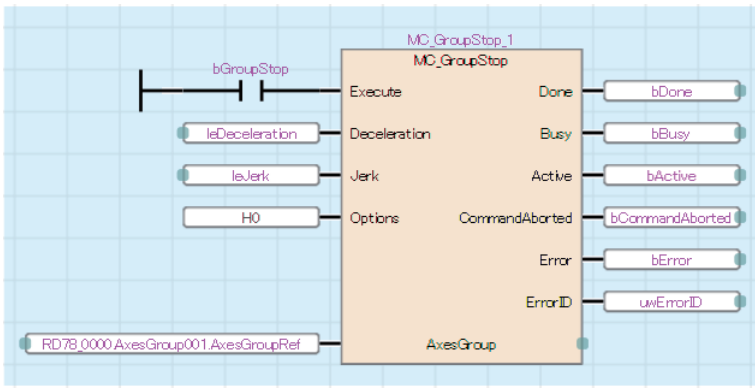 MC_GroupStop_1
MC_GroupStop
bGroupStop
Execute Done bDone
leDeceleration Deceleration Busy bBusy
leJerk Jerk Active bActive
H0 Options CommandAborted bCommandAborted
Error bError
ErrorID uwErrorID
RD78_0000.AxesGroup001.AxesGroupRef AxesGroup